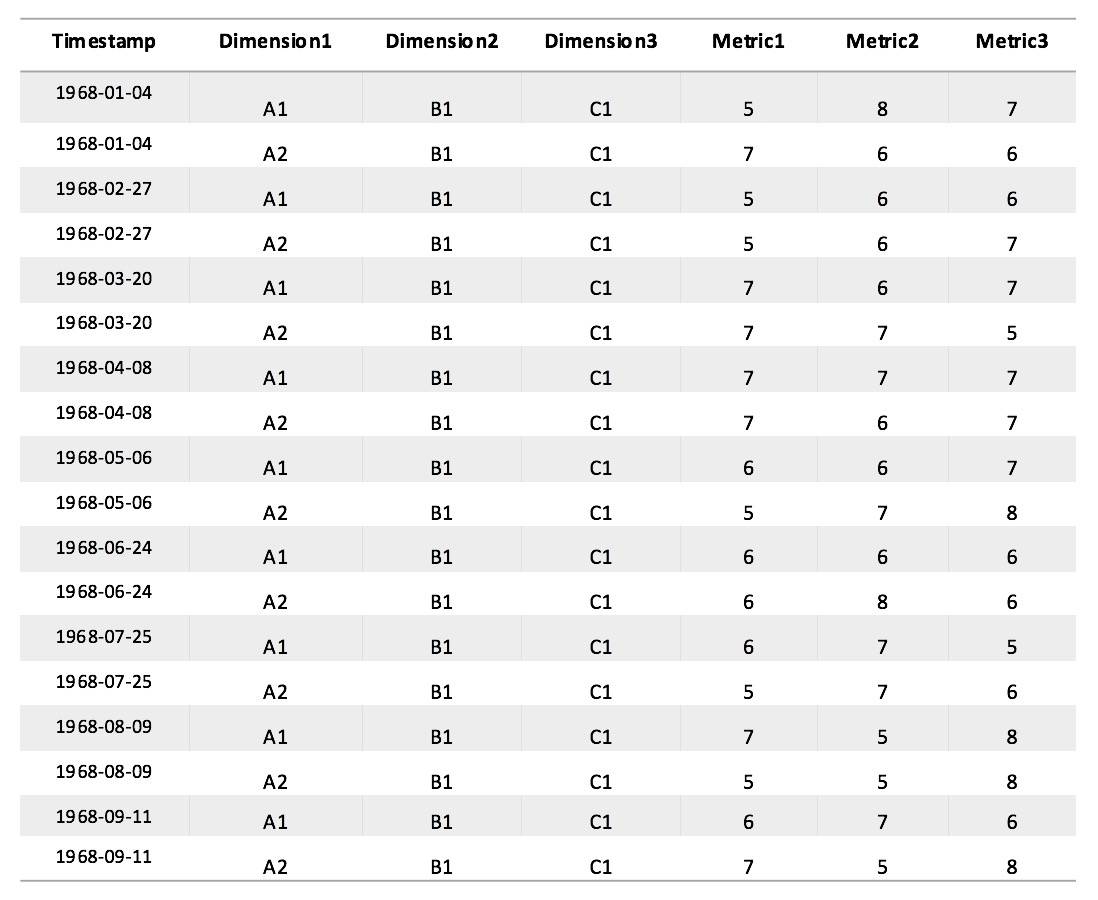 Timestamp Dimension1 Dimension2 Dimension3 Metric1 Metric2 Metric3
1968-01-04 A1 B1 C1 5 8 7
1968-01-04 A2 B1 C1 7 6 6
1968-02-27 A1 B1 C1 5 6 6
1968-02-27 A2 B1 C1 5 6 7
1968-03-20 A1 B1 C1 7 6 7
1968-03-20 A2 B1 C1 7 7 5
1968-04-08 A1 B1 C1 7 7 7
1968-04-08 A2 B1 C1 7 6 7
1968-05-06 A1 B1 C1 6 6 7
1968-05-06 A2 B1 C1 5 7 8
1968-06-24 A1 B1 C1 6 6 6
1968-06-24 A2 B1 C1 6 8 6
1968-07-25 A1 B1 C1 6 7 5
1968-07-25 A2 B1 C1 5 7 6
1968-08-09 A1 B1 C1 7 5 8
1968-08-09 A2 B1 C1 5 5 8
1968-09-11 A1 B1 C1 6 7 6
1968-09-11 A2 B1 C1 7 5 8